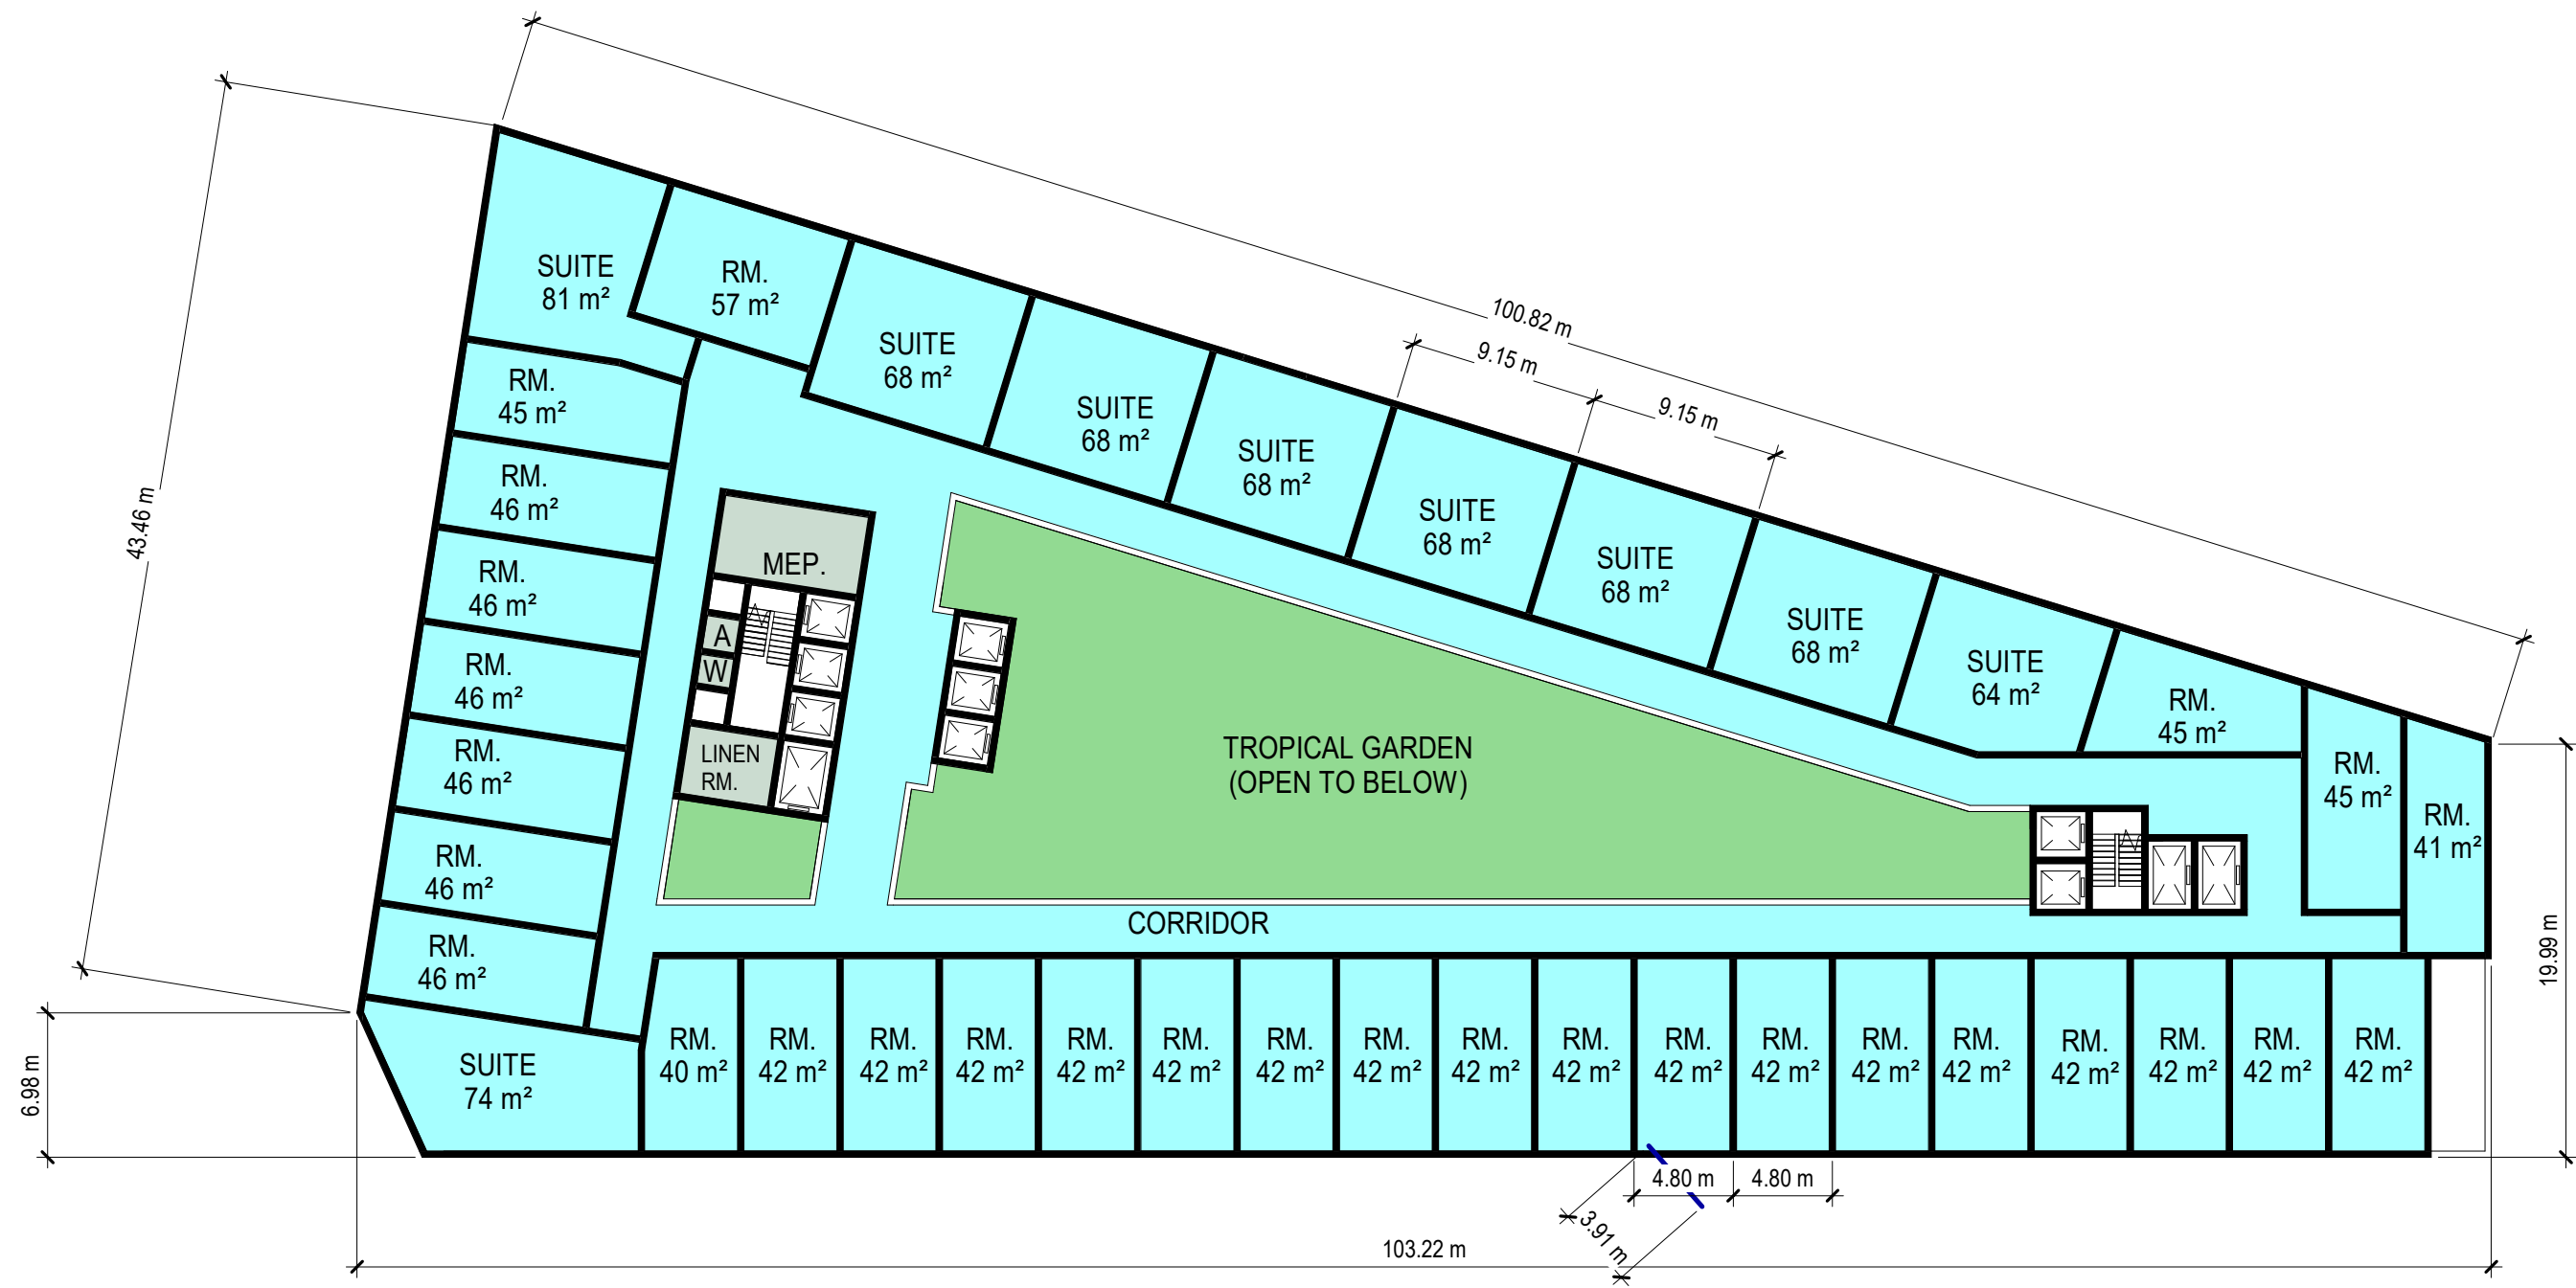 100.82 m
9.15 m
9.15 m
43.46 m
SUITE
81 m²
RM.
57 m²
SUITE
68 m²
SUITE
68 m²
SUITE
68 m²
SUITE
68 m²
SUITE
68 m²
SUITE
68 m²
SUITE
64 m²
RM.
45 m²
RM.
45 m²
RM.
41 m²
RM.
45 m²
RM.
46 m²
RM.
46 m²
RM.
46 m²
RM.
46 m²
RM.
46 m²
RM.
46 m²
MEP.
A
W
LINEN
RM.
TROPICAL GARDEN
(OPEN TO BELOW)
CORRIDOR
19.99 m
6.98 m
SUITE
74 m²
RM.
40 m²
RM.
42 m²
RM.
42 m²
RM.
42 m²
RM.
42 m²
RM.
42 m²
RM.
42 m²
RM.
42 m²
RM.
42 m²
RM.
42 m²
RM.
42 m²
RM.
42 m²
RM.
42 m²
RM.
42 m²
RM.
42 m²
RM.
42 m²
RM.
42 m²
RM.
42 m²
4.80 m
4.80 m
3.91 m
103.22 m